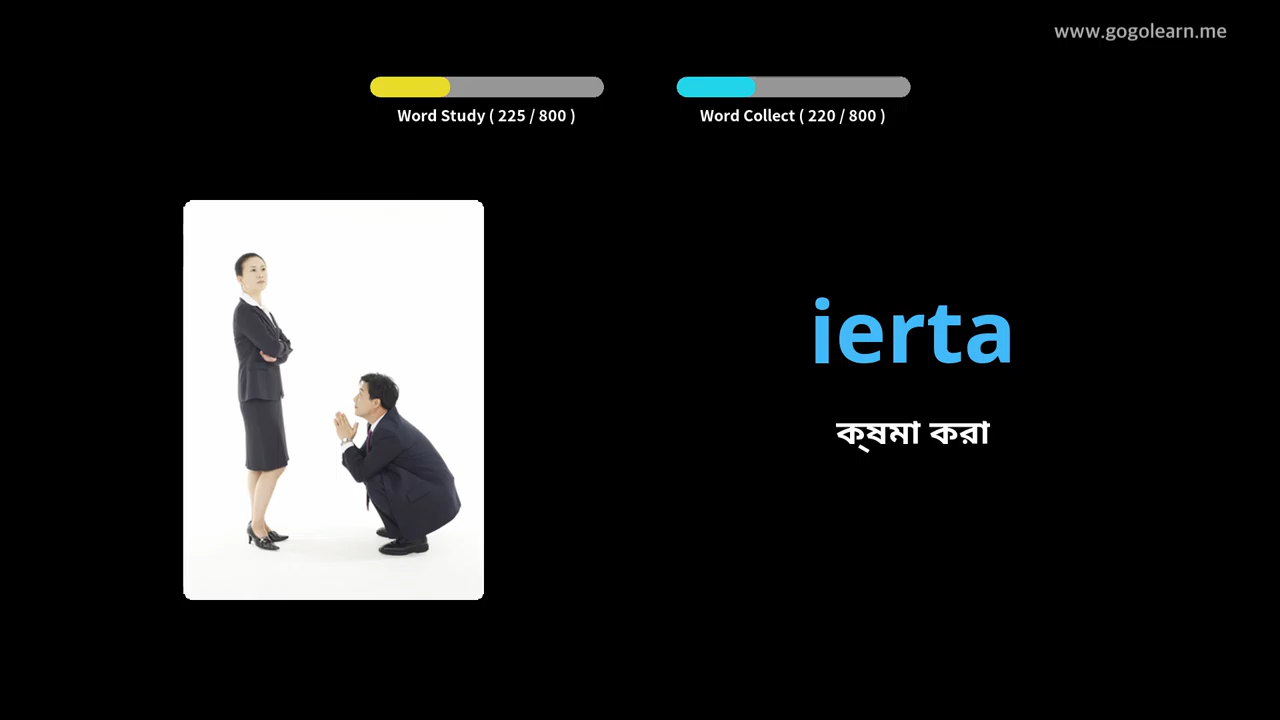 www.gogolearn.me
Word Study ( 225 / 800 )
Word Collect ( 220 / 800 )
ierta
ক্ষমা করা